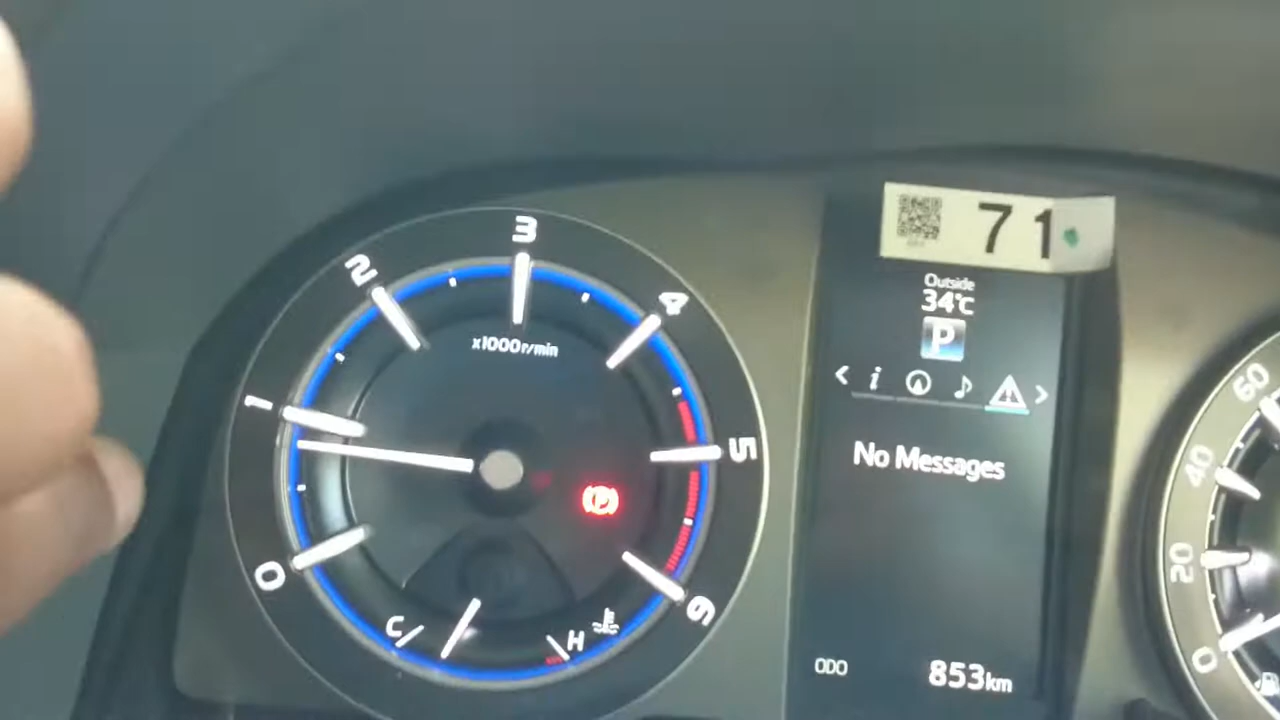 71
3
2
4
x1000r/min
1
5
0
6
C
H
Outside
34°C
P
i
No Messages
ODO 853km
60
40
20
0